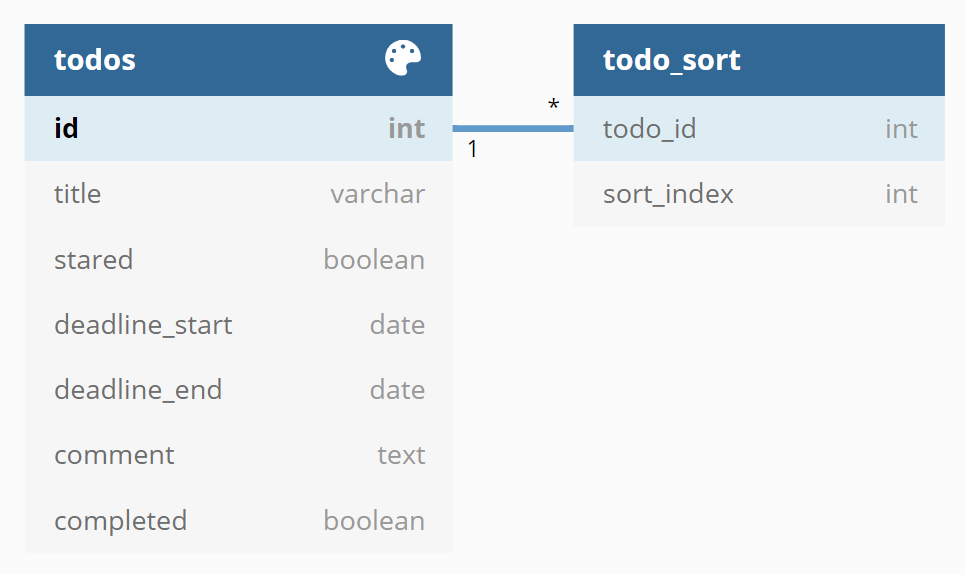 todos
id int
title varchar
stared boolean
deadline_start date
deadline_end date
comment text
completed boolean
1
*
todo_sort
todo_id int
sort_index int